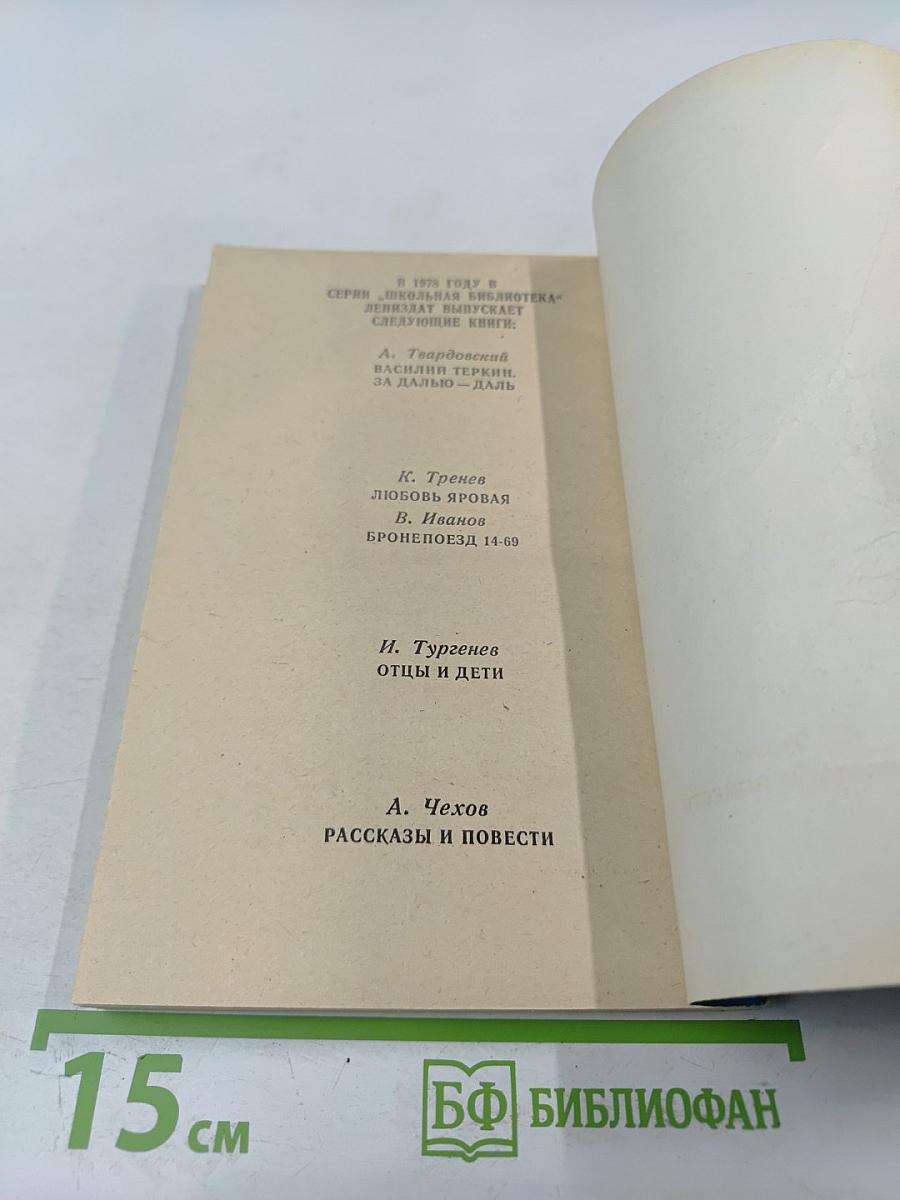 В 1978 ГОДУ В
СЕРИИ „ШКОЛЬНАЯ БИБЛИОТЕКА“
ЛЕНИЗДАТ ВЫПУСКАЕТ
СЛЕДУЮЩИЕ КНИГИ:
А. Твардовский
ВАСИЛИЙ ТЕРКИН.
ЗА ДАЛЬЮ — ДАЛЬ
К. Тренев
ЛЮБОВЬ ЯРОВАЯ
В. Иванов
БРОНЕПОЕЗД 14-69
И. Тургенев
ОТЦЫ И ДЕТИ
А. Чехов
РАССКАЗЫ И ПОВЕСТИ
15 см
БФ БИБЛИОФАН